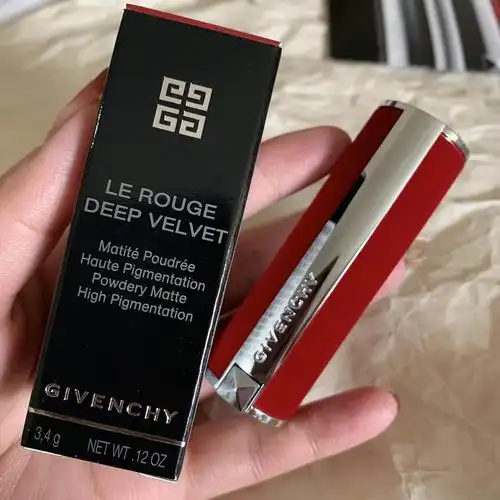 LE ROUGE
DEEP VELVET
Matité Poudrée
Haute Pigmentation
Powdery Matte
High Pigmentation
GIVENCHY
3,4 g NET WT. .12 OZ
GIVENCHY